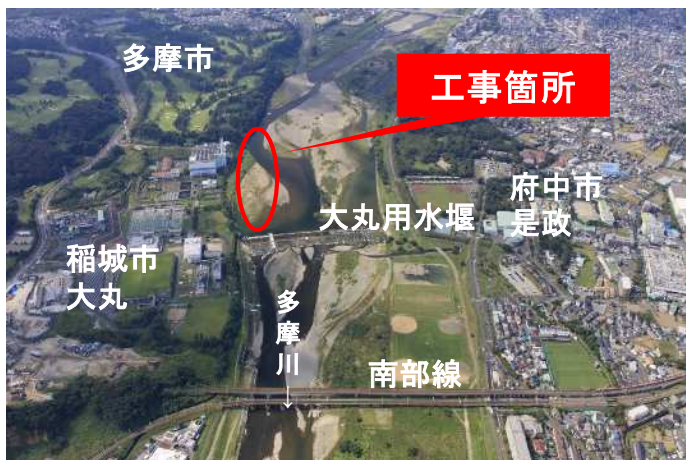 多摩市
工事箇所
府中市
是政
大丸用水堰
稲城市
大丸
多摩川
南部線